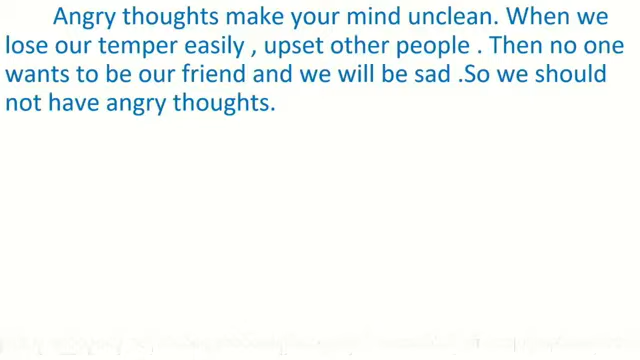 Angry thoughts make your mind unclean. When we
lose our temper easily , upset other people . Then no one
wants to be our friend and we will be sad .So we should
not have angry thoughts.